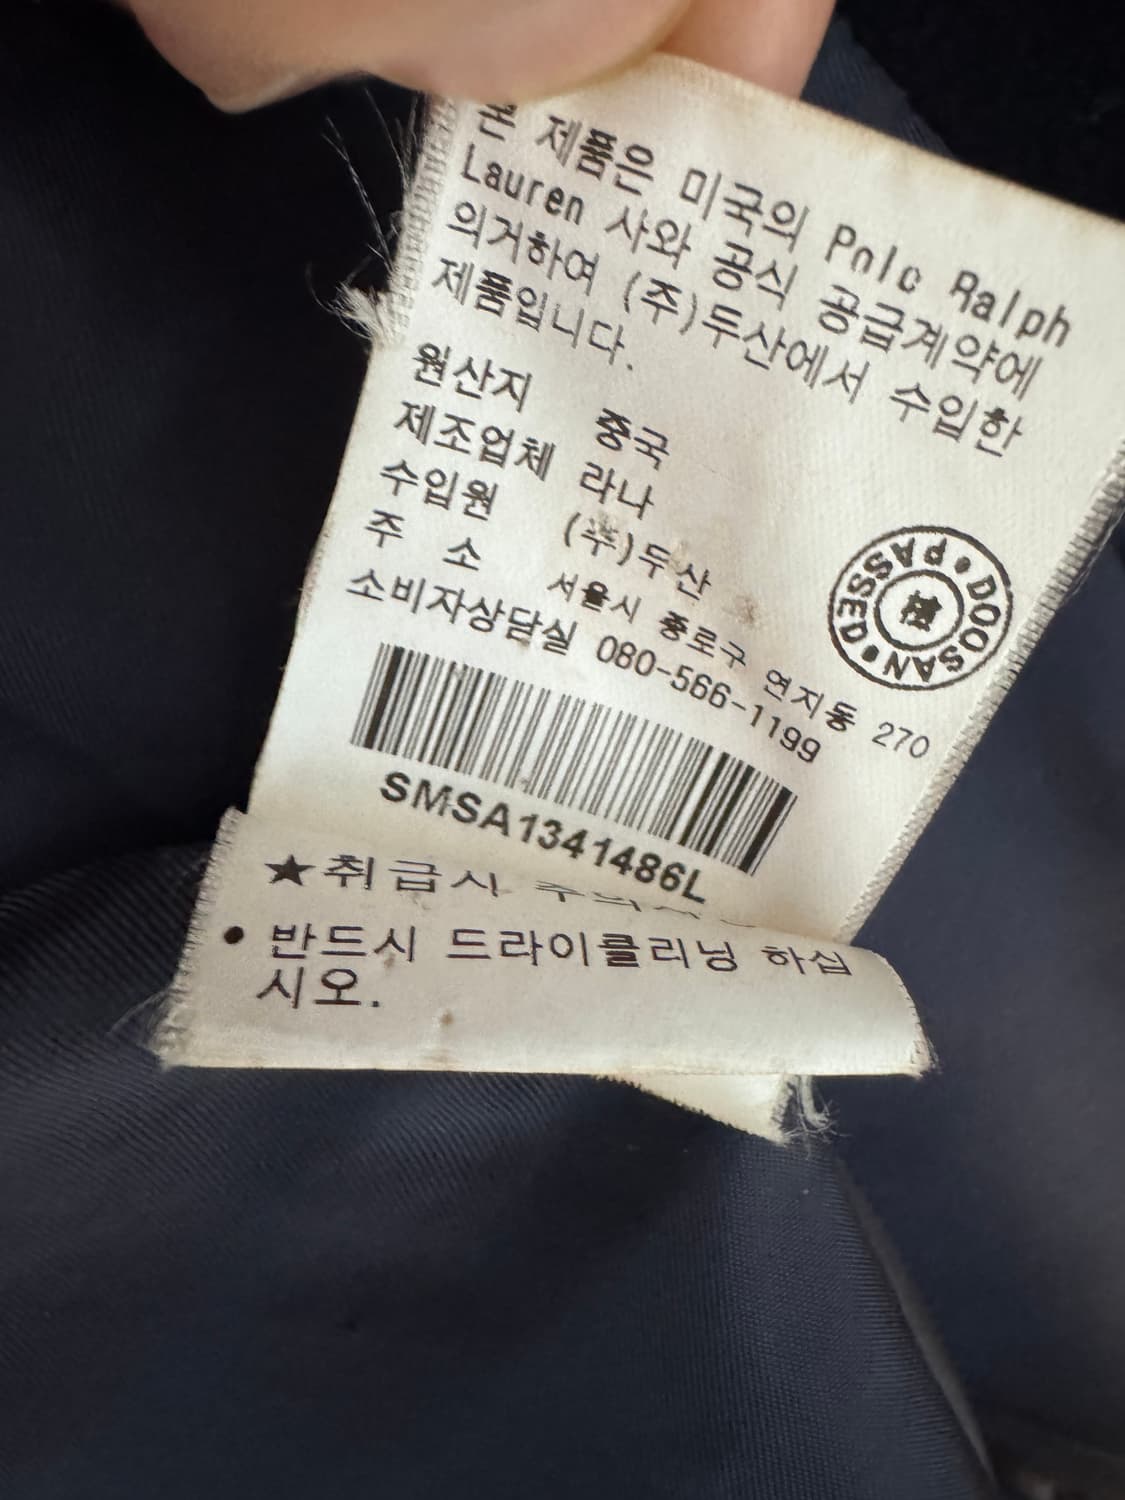 본 제품은 미국의 Polo Ralph
Lauren 사와 공식 공급계약에
의거하여 (주)두산에서 수입한
제품입니다.
원산지 중국
제조업체 라나
수입원 (주)두산
주 소 서울시 종로구 연지동 270
소비자상담실 080-566-1199
DOOSAN • PASSED •
檢
SMSA1341486L
★취급시
• 반드시 드라이클리닝 하십
시오.